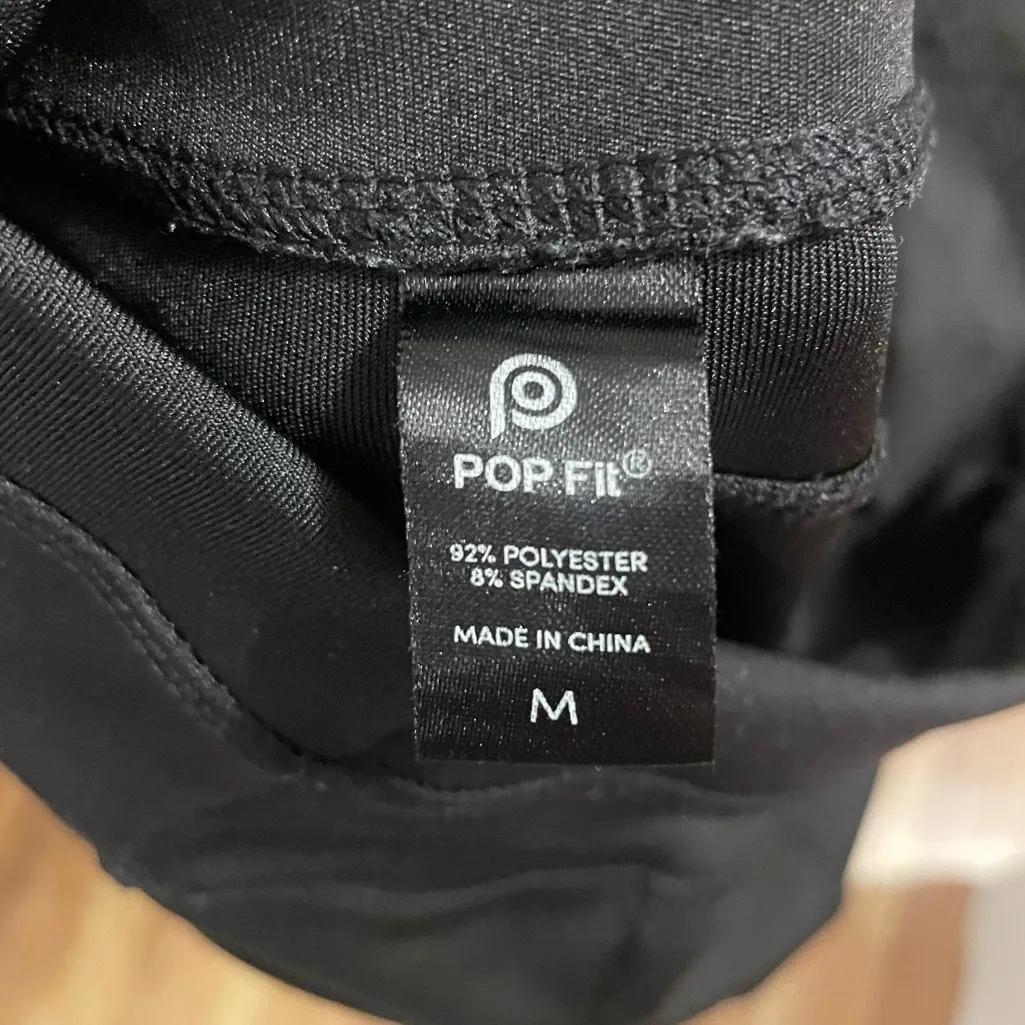 POP Fit®
92% POLYESTER
8% SPANDEX
MADE IN CHINA
M